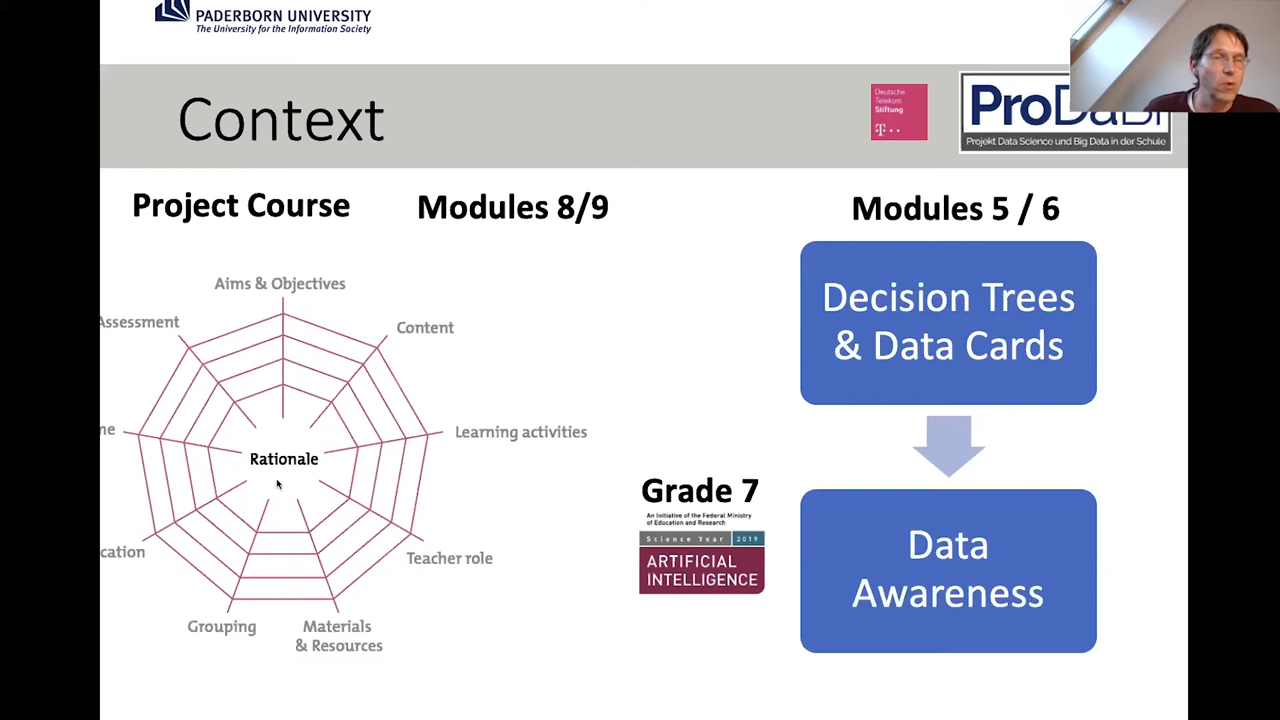 PADERBORN UNIVERSITY
The University for the Information Society
Context
Deutsche
Telekom
Stiftung
Projekt Data Science und Big Data in der Schule
Project Course
Modules 8/9
Modules 5 / 6
Aims & Objectives
Assessment
Content
Learning activities
Rationale
Teacher role
Grouping
Materials
& Resources
Decision Trees
& Data Cards
Grade 7
An Initiative of the Federal Ministry
of Education and Research
Science Year 2019
ARTIFICIAL
INTELLIGENCE
Data
Awareness